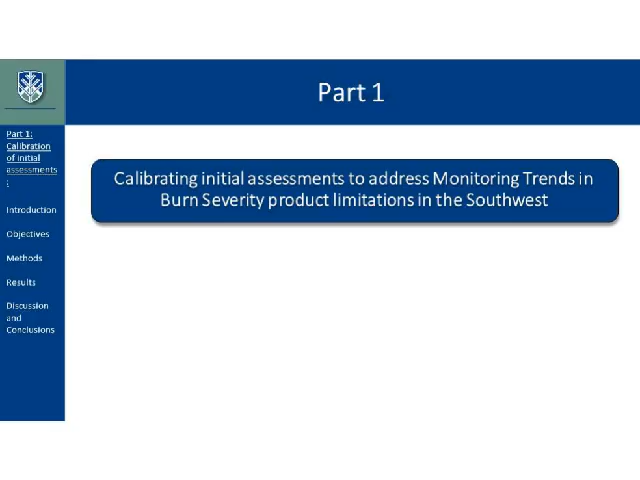 Part 1
Part 1:
Calibration
of initial
assessments
:
Introduction
Objectives
Methods
Results
Discussion
and
Conclusions
Calibrating initial assessments to address Monitoring Trends in
Burn Severity product limitations in the Southwest